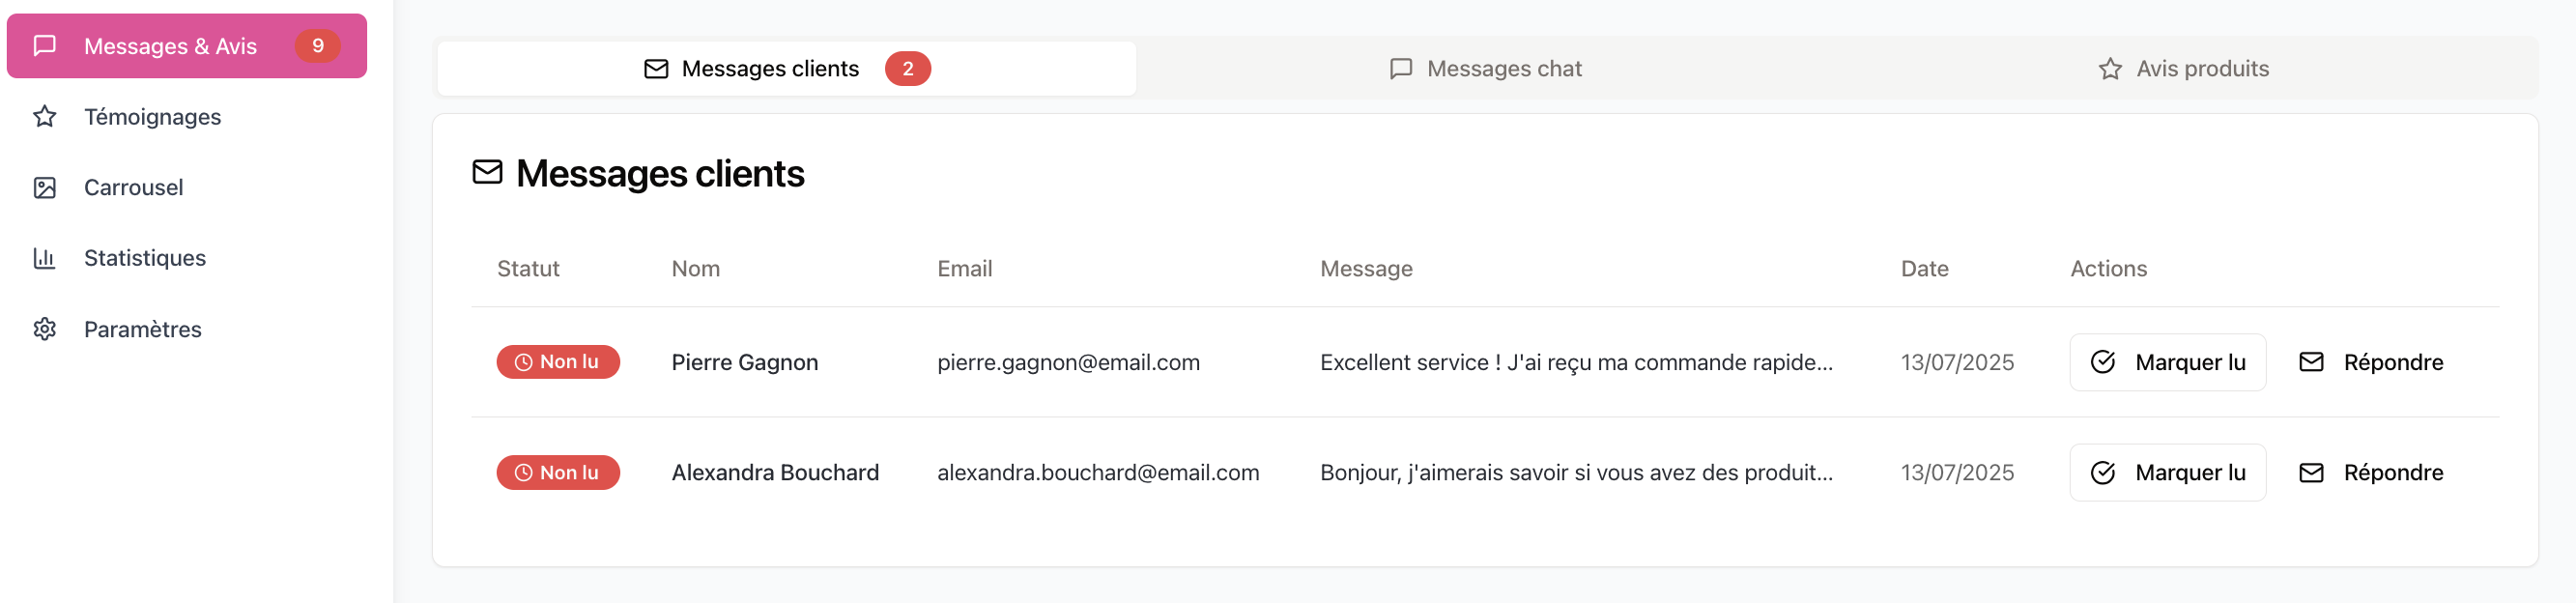 Messages & Avis 9
Témoignages
Carrousel
Statistiques
Paramètres
Messages clients 2 Messages chat Avis produits
Messages clients
Statut Nom Email Message Date Actions
Non lu Pierre Gagnon pierre.gagnon@email.com Excellent service ! J'ai reçu ma commande rapide... 13/07/2025 Marquer lu Répondre
Non lu Alexandra Bouchard alexandra.bouchard@email.com Bonjour, j'aimerais savoir si vous avez des produit... 13/07/2025 Marquer lu Répondre